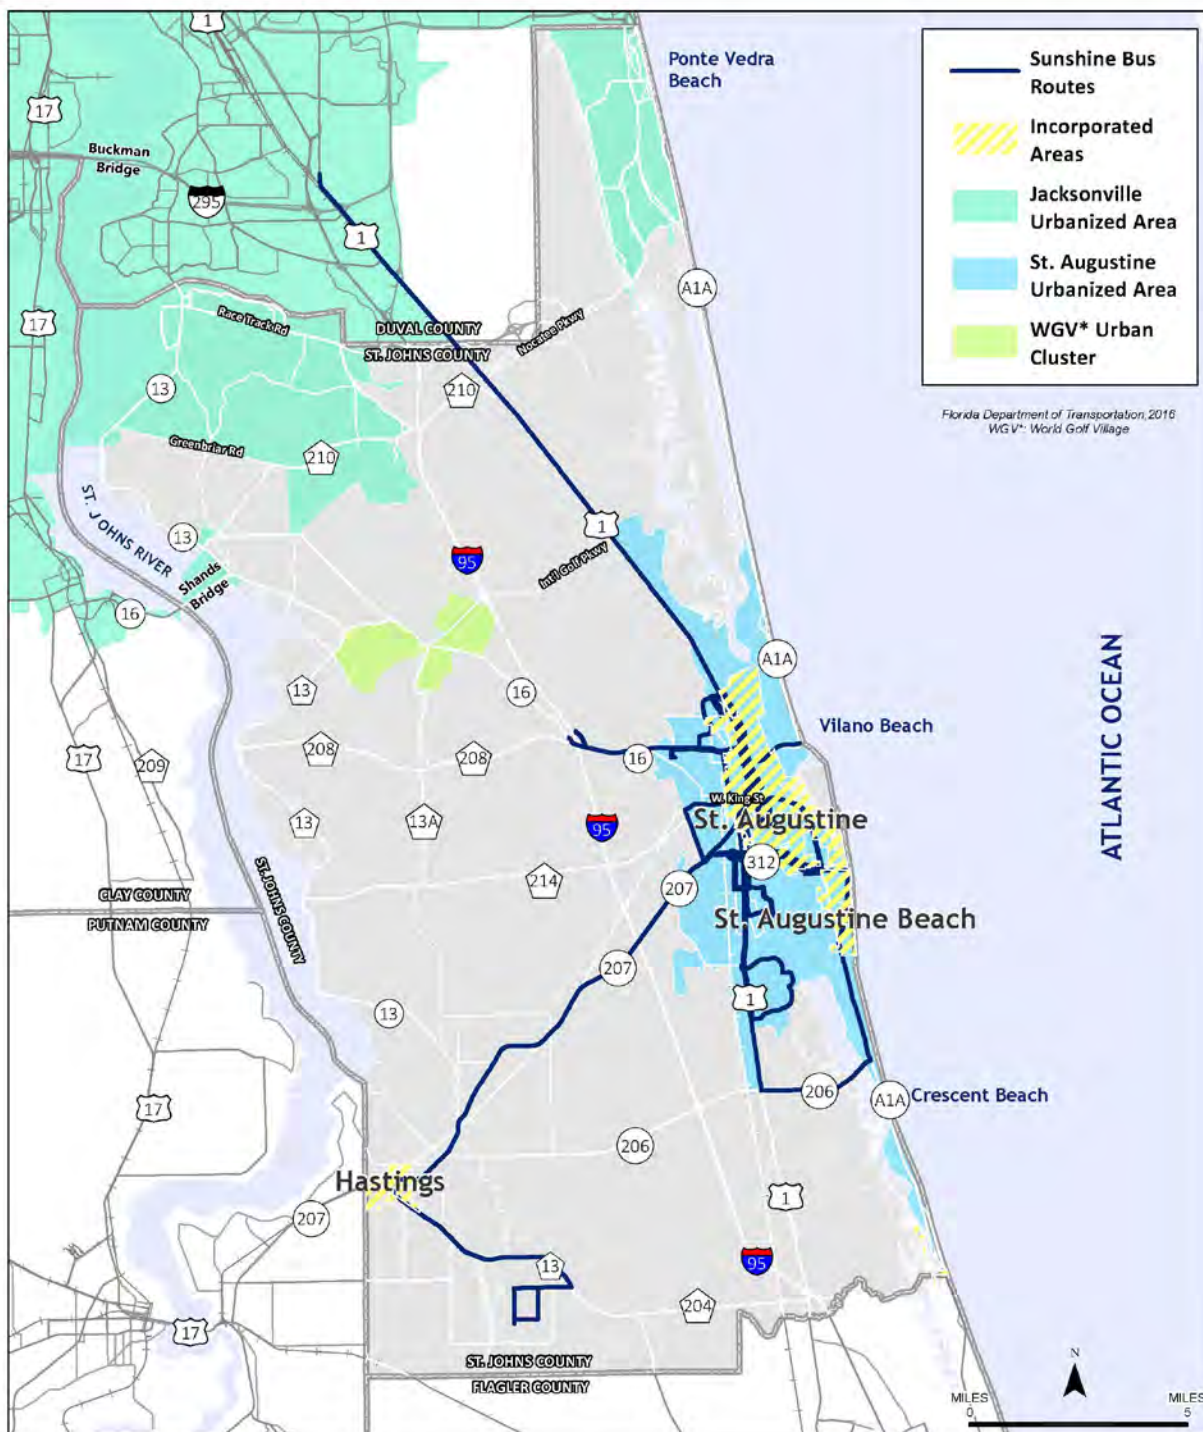 1
Ponte Vedra
Beach
Sunshine Bus
Routes
Incorporated
Areas
Jacksonville
Urbanized Area
St. Augustine
Urbanized Area
WGV* Urban
Cluster
Florida Department of Transportation, 2016
WGV*: World Golf Village
17
Buckman
Bridge
295
1
A1A
17
Race Track Rd
DUVAL COUNTY
ST. JOHNS COUNTY
Nocatee Pkwy
13
210
Greenbriar Rd
210
ST. JOHNS RIVER
13
1
95
Int'l Golf Pkwy
Shands
Bridge
16
A1A
13
16
ATLANTIC OCEAN
Vilano Beach
17
209
208
208
16
13
13A
95
W. King St
St. Augustine
312
214
207
CLAY COUNTY
PUTNAM COUNTY
ST. JOHNS COUNTY
St. Augustine Beach
207
1
13
17
206
A1A
Crescent Beach
206
Hastings
207
1
13
95
204
17
ST. JOHNS COUNTY
FLAGLER COUNTY
N
MILES
0
MILES
5